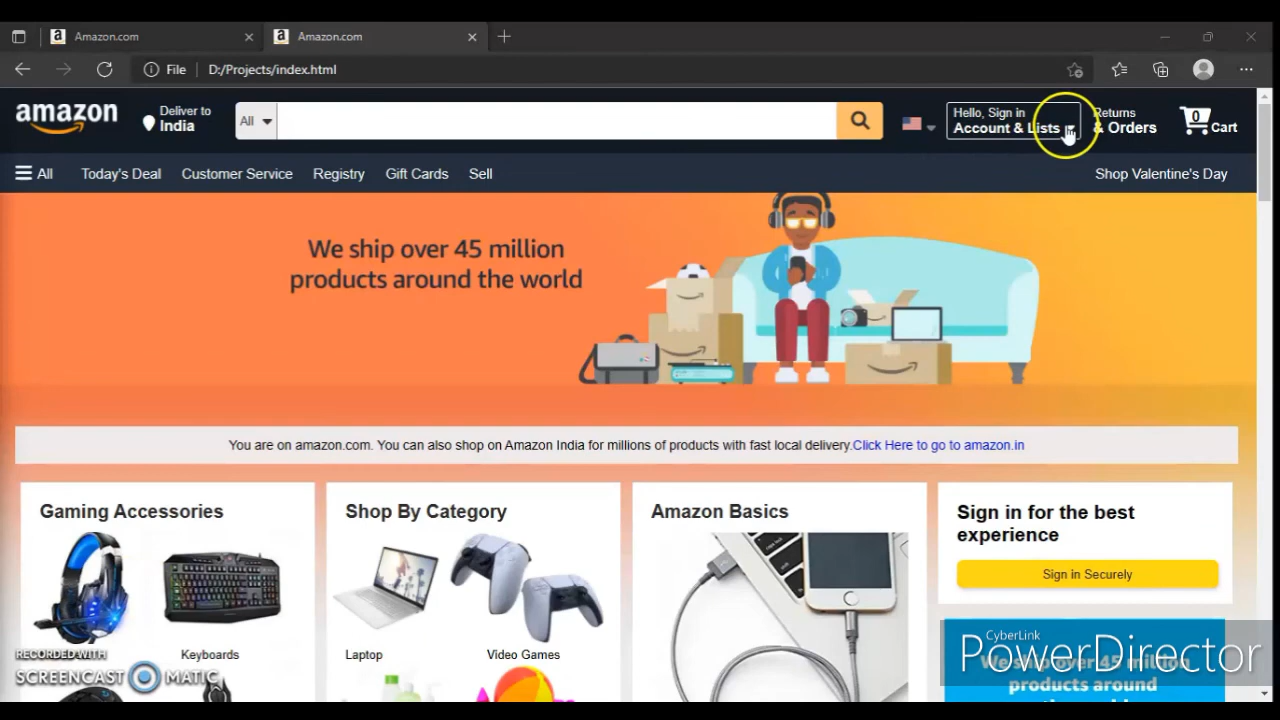 Amazon.com
Amazon.com
File
D:/Projects/index.html
amazon
Deliver to
India
All
Hello, Sign in
Account & Lists
Returns
& Orders
0
Cart
All
Today's Deal
Customer Service
Registry
Gift Cards
Sell
Shop Valentine's Day
We ship over 45 million
products around the world
You are on amazon.com. You can also shop on Amazon India for millions of products with fast local delivery.Click Here to go to amazon.in
Gaming Accessories
Shop By Category
Amazon Basics
Sign in for the best
experience
Sign in Securely
Keyboards
Laptop
Video Games
RECORDED WITH
SCREENCAST MATIC
CyberLink
PowerDirector
We ship over 45 million
products around